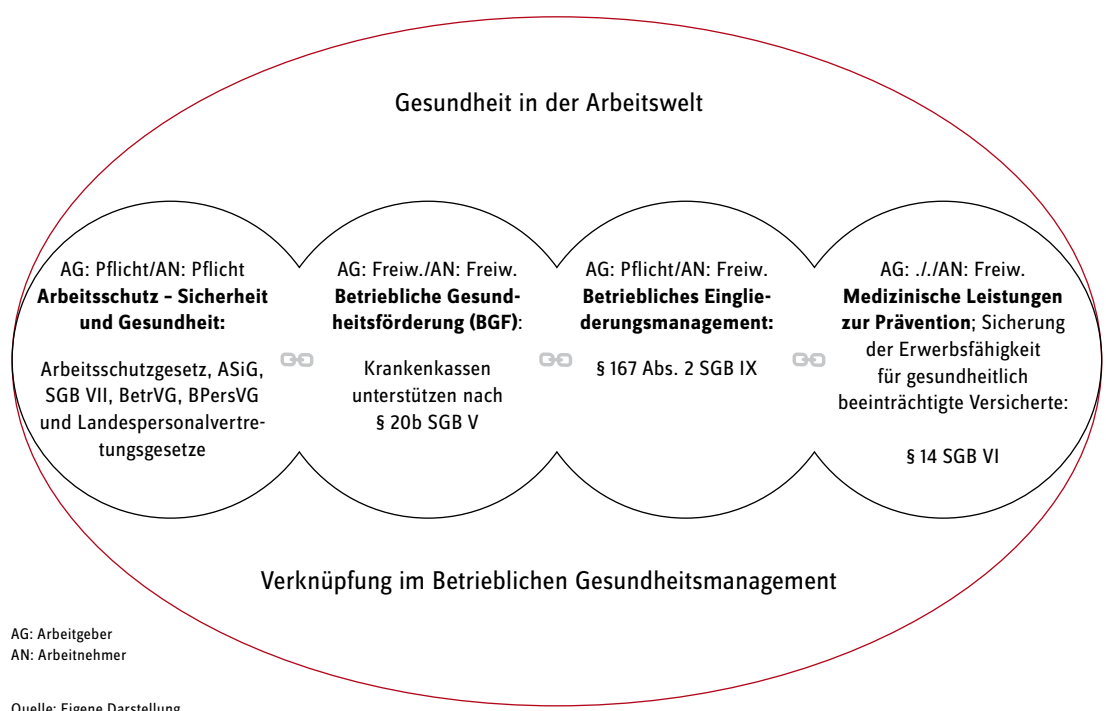 Gesundheit in der Arbeitswelt
AG: Pflicht/AN: Pflicht
Arbeitsschutz – Sicherheit
und Gesundheit:
Arbeitsschutzgesetz, ASiG,
SGB VII, BetrVG, BPersVG
und Landespersonalvertre-
tungsgesetze
AG: Freiw./AN: Freiw.
Betriebliche Gesund-
heitsförderung (BGF):
Krankenkassen
unterstützen nach
§ 20b SGB V
AG: Pflicht/AN: Freiw.
Betriebliches Einglie-
derungsmanagement:
§ 167 Abs. 2 SGB IX
AG: ././AN: Freiw.
Medizinische Leistungen
zur Prävention; Sicherung
der Erwerbsfähigkeit
für gesundheitlich
beeinträchtigte Versicherte:
§ 14 SGB VI
Verknüpfung im Betrieblichen Gesundheitsmanagement
AG: Arbeitgeber
AN: Arbeitnehmer
Quelle: Eigene Darstellung